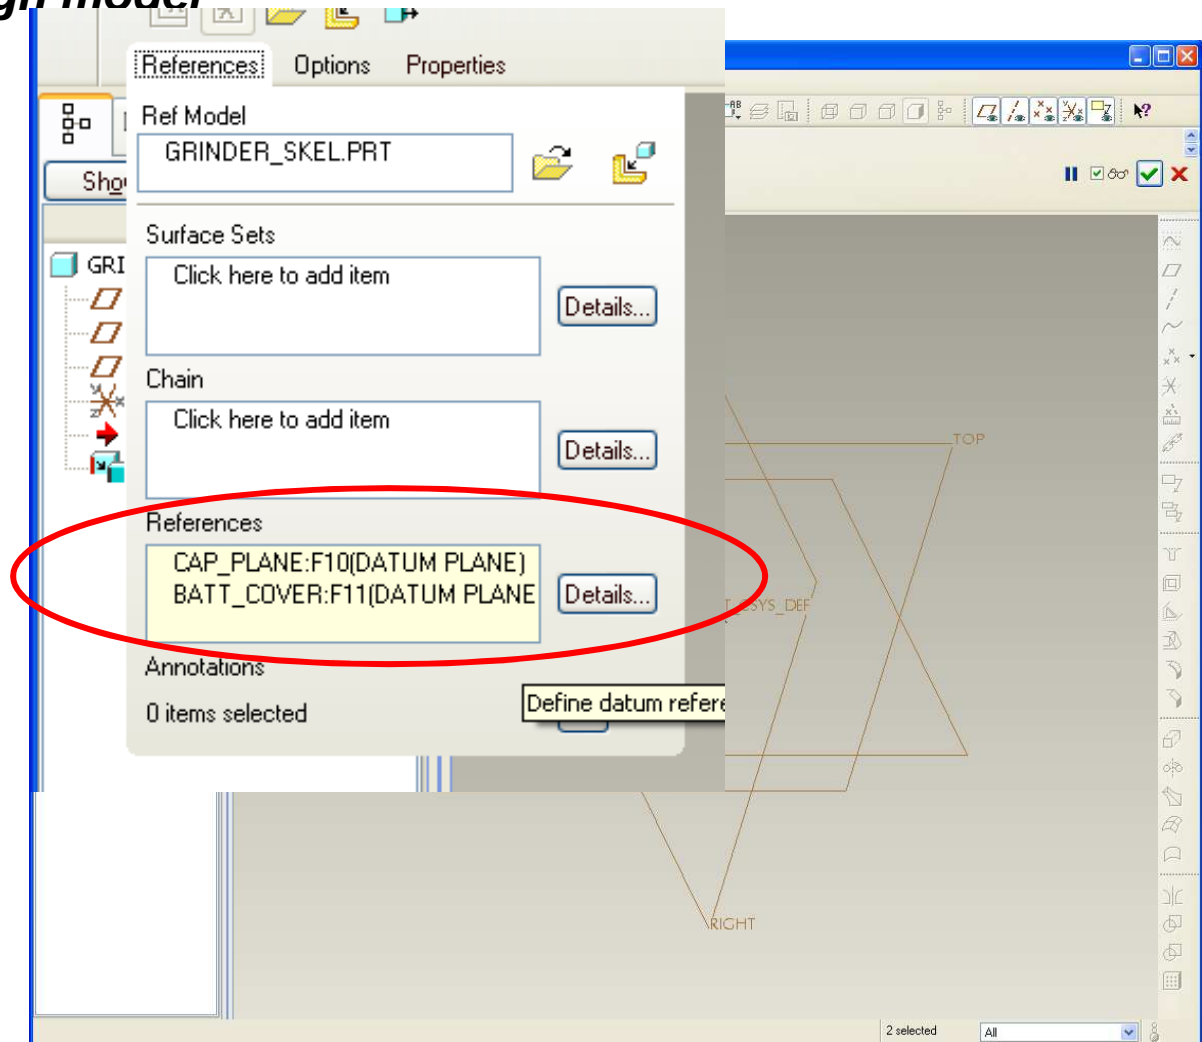 model
References Options Properties
Ref Model
GRINDER_SKEL.PRT
Surface Sets
GRI
Click here to add item
Details...
Chain
Click here to add item
Details...
TOP
References
CAP_PLANE:F10(DATUM PLANE)
BATT_COVER:F11(DATUM PLANE
Details...
Annotations
0 items selected
Define datum refere
RIGHT
2 selected
All